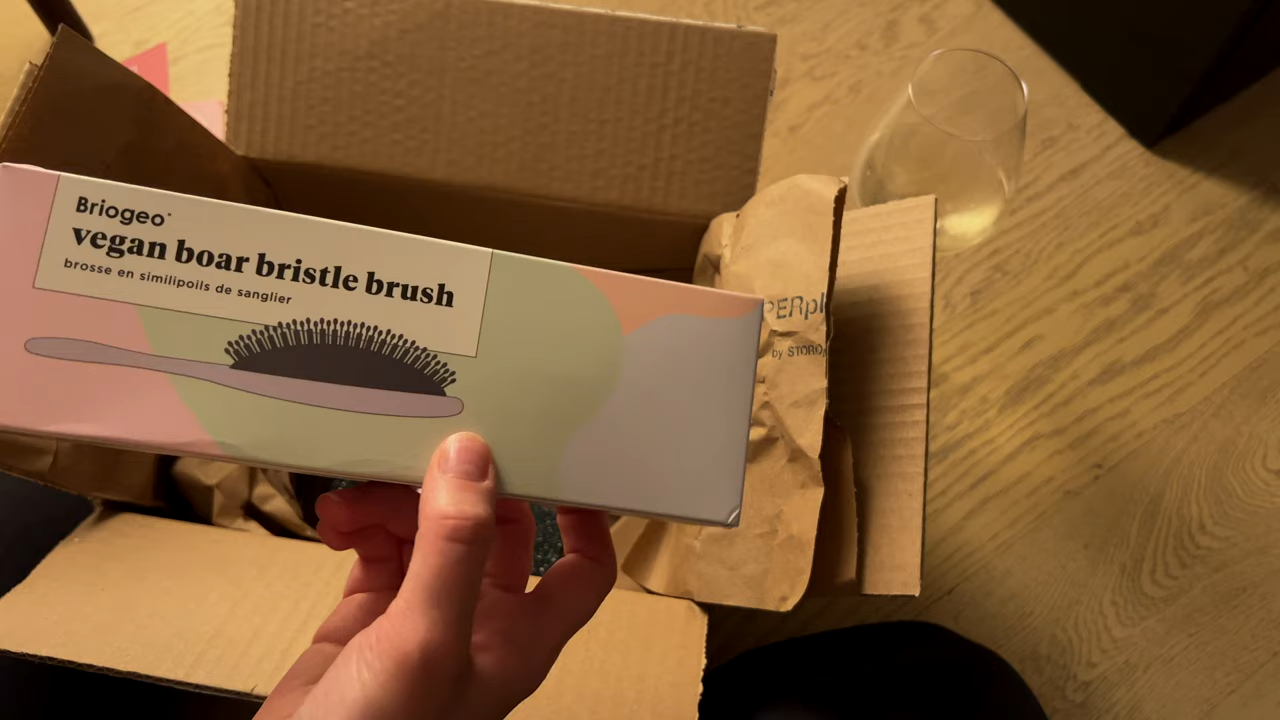 Briogeo
vegan boar bristle brush
brosse en similipoils de sanglier
by STORO